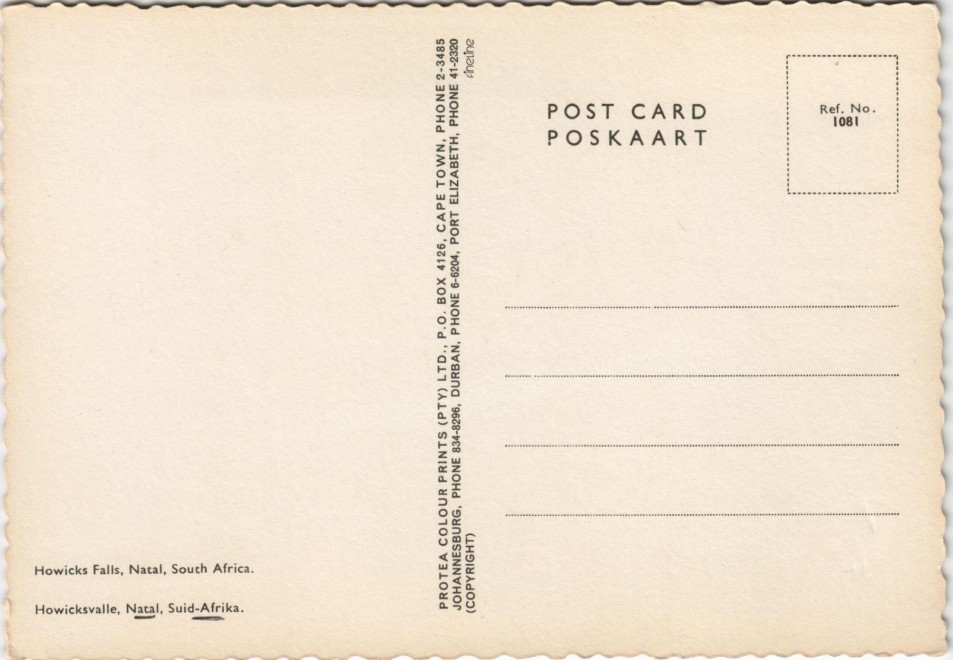 Howicks Falls, Natal, South Africa.
Howicksvalle, Natal, Suid-Afrika.
PROTEA COLOUR PRINTS (PTY) LTD., P.O. BOX 4126, CAPE TOWN, PHONE 2-3485
JOHANNESBURG, PHONE 834-8296, DURBAN, PHONE 6-6204, PORT ELIZABETH, PHONE 41-2320
(COPYRIGHT)
fineline
POST CARD
POSKAART
Ref. No.
1081